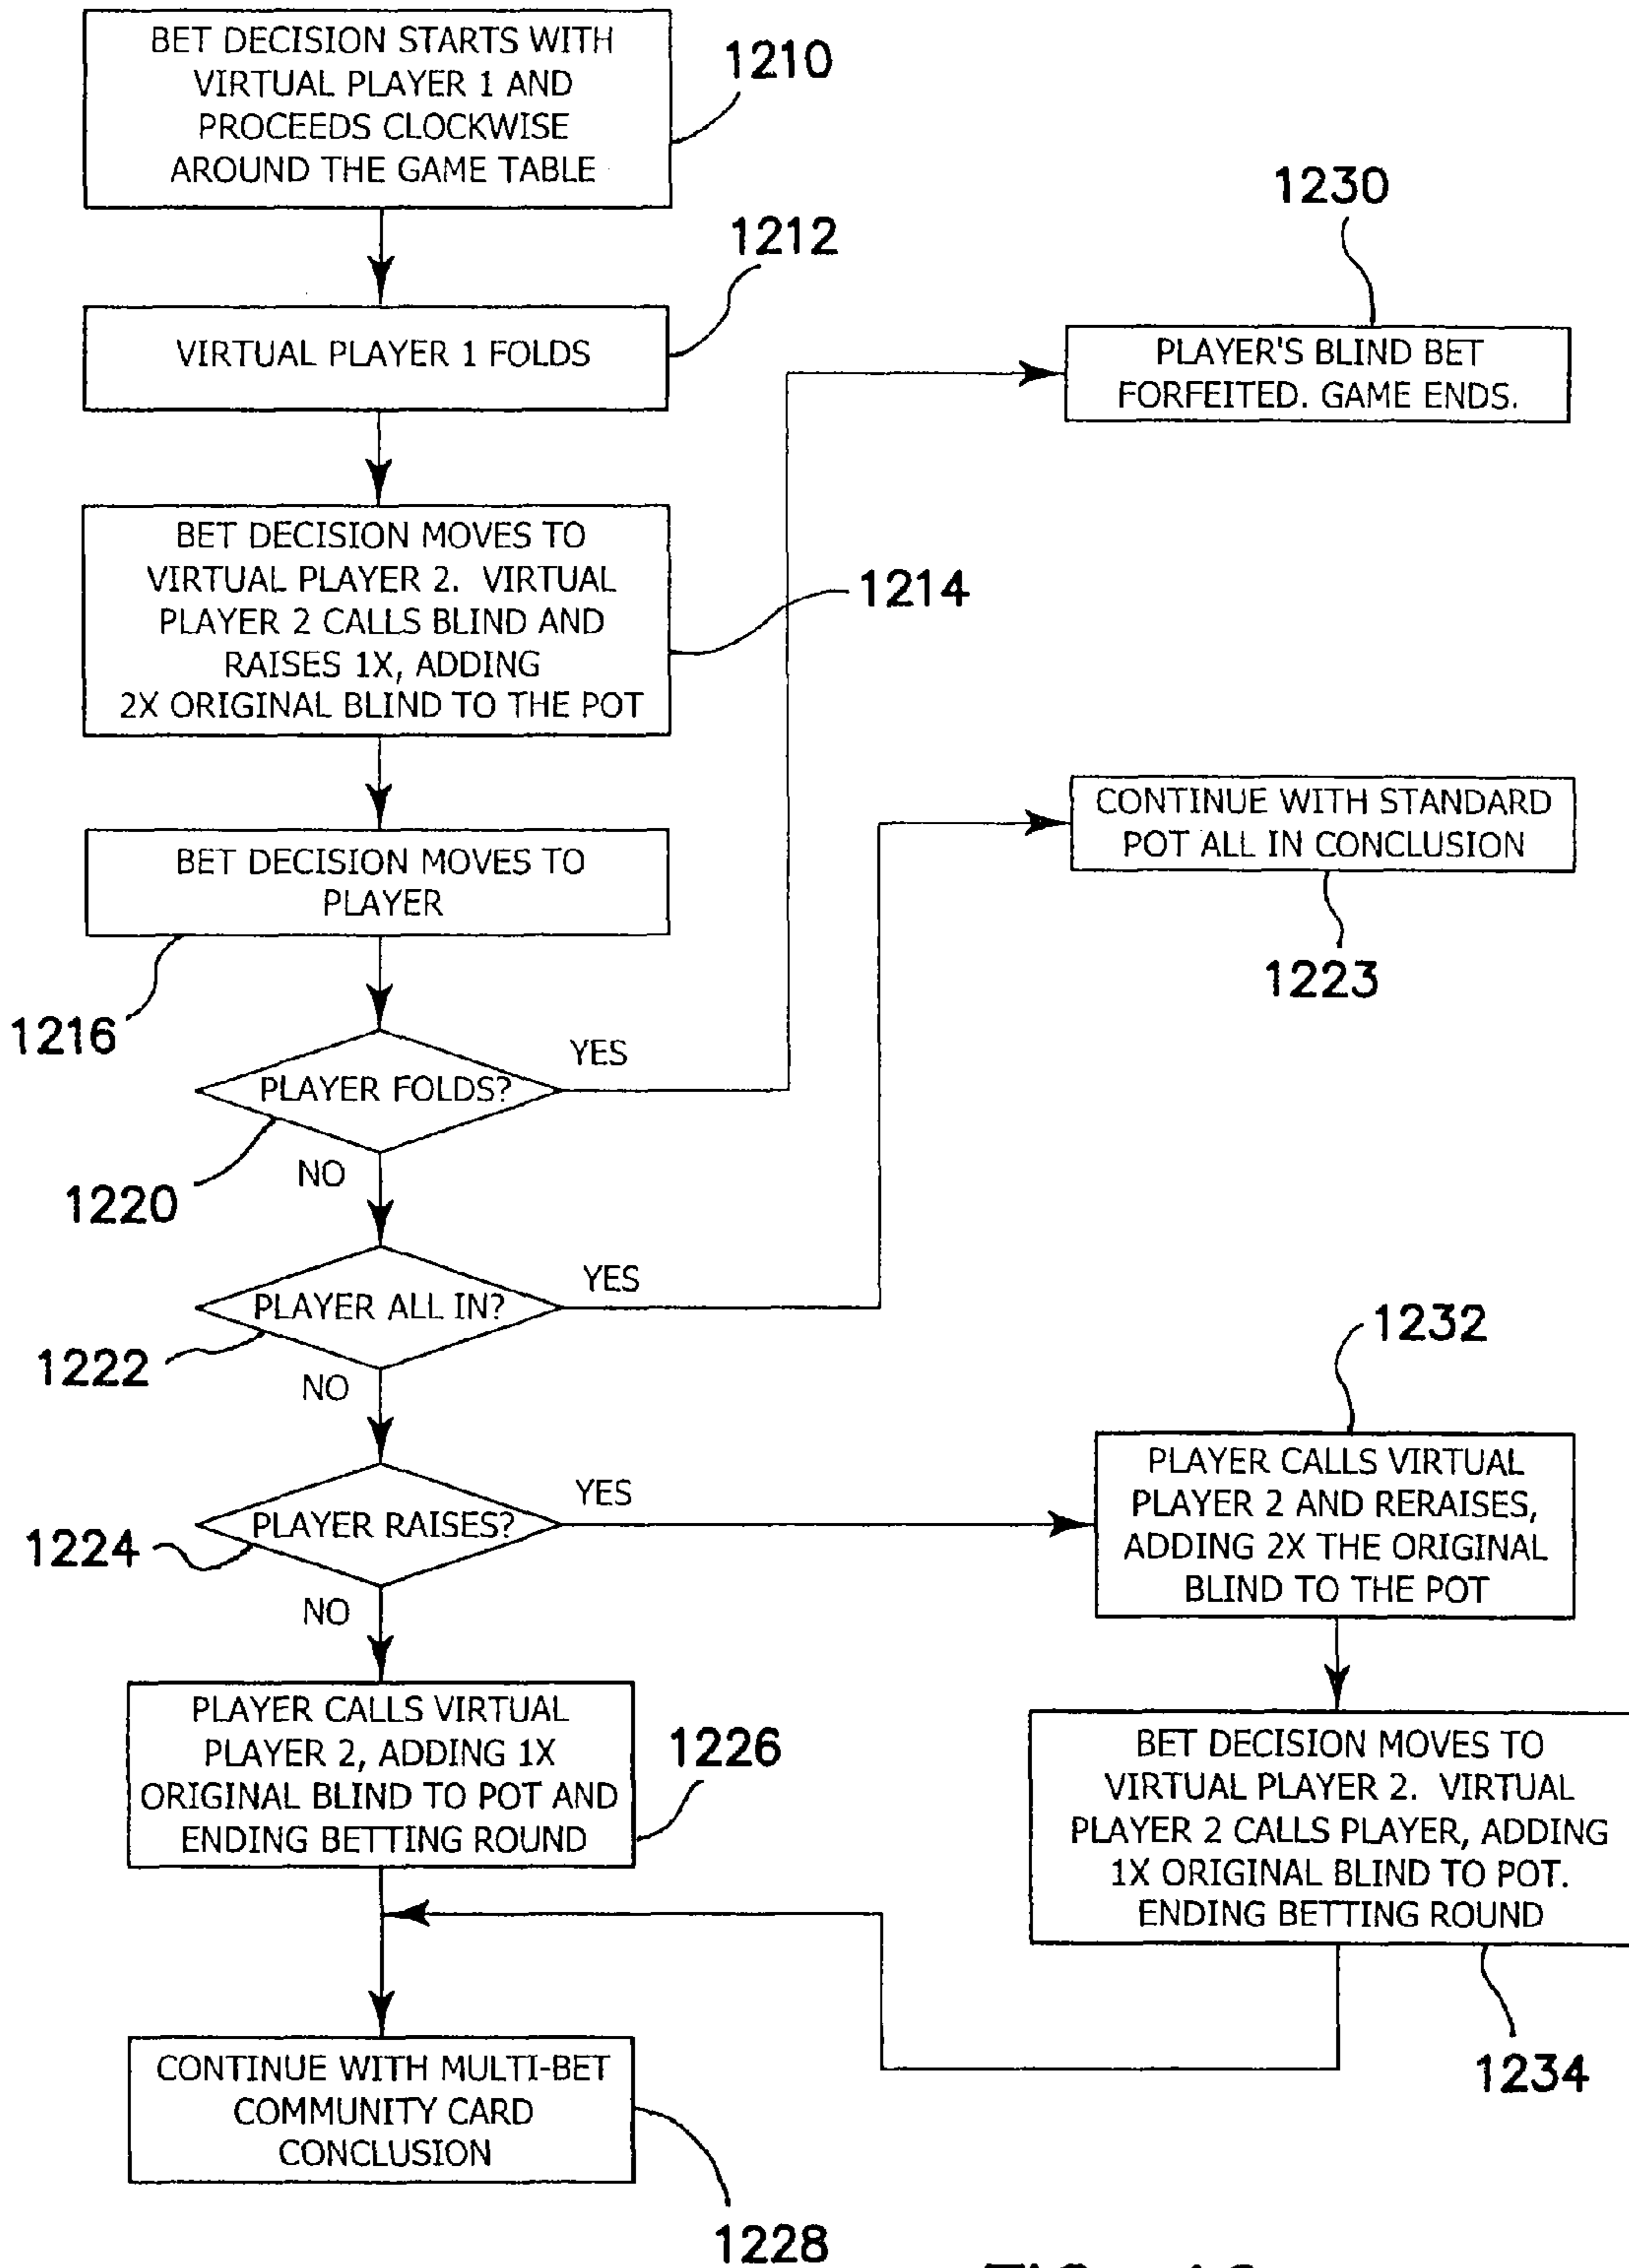 BET DECISION STARTS WITH
VIRTUAL PLAYER 1 AND
PROCEEDS CLOCKWISE
AROUND THE GAME TABLE
1210
1212
VIRTUAL PLAYER 1 FOLDS
1230
PLAYER'S BLIND BET
FORFEITED. GAME ENDS.
BET DECISION MOVES TO
VIRTUAL PLAYER 2. VIRTUAL
PLAYER 2 CALLS BLIND AND
RAISES 1X, ADDING
2X ORIGINAL BLIND TO THE POT
1214
CONTINUE WITH STANDARD
POT ALL IN CONCLUSION
1223
BET DECISION MOVES TO
PLAYER
1216
PLAYER FOLDS?
YES
NO
1220
PLAYER ALL IN?
YES
NO
1222
PLAYER RAISES?
YES
NO
1224
1232
PLAYER CALLS VIRTUAL
PLAYER 2 AND RERAISES,
ADDING 2X THE ORIGINAL
BLIND TO THE POT
PLAYER CALLS VIRTUAL
PLAYER 2, ADDING 1X
ORIGINAL BLIND TO POT AND
ENDING BETTING ROUND
1226
BET DECISION MOVES TO
VIRTUAL PLAYER 2. VIRTUAL
PLAYER 2 CALLS PLAYER, ADDING
1X ORIGINAL BLIND TO POT.
ENDING BETTING ROUND
1234
CONTINUE WITH MULTI-BET
COMMUNITY CARD
CONCLUSION
1228